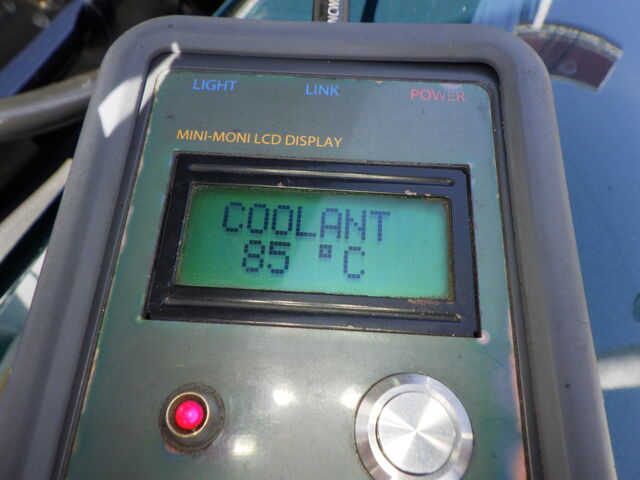 LIGHT LINK POWER
MINI-MONI LCD DISPLAY
COOLANT
85 °C